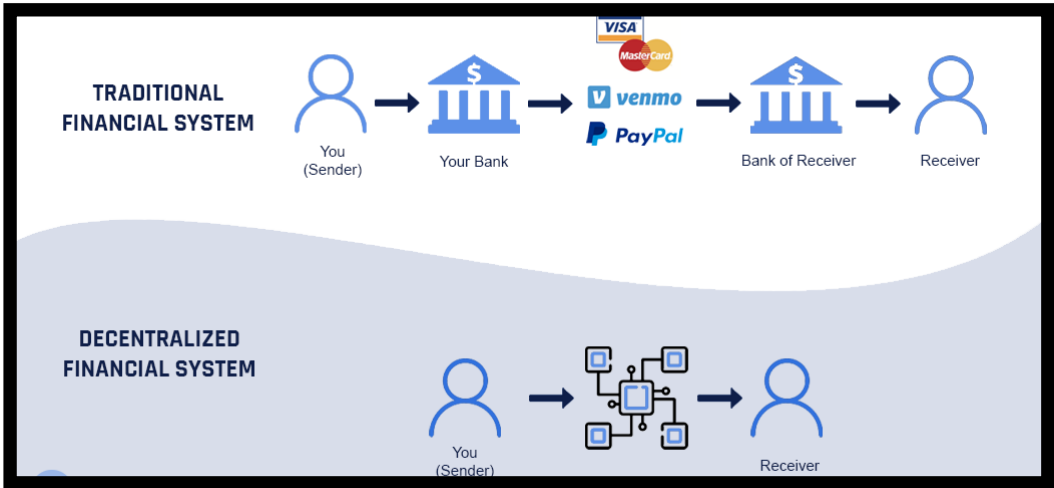 VISA
MasterCard
TRADITIONAL
FINANCIAL SYSTEM
$
$
V venmo
P PayPal
You
(Sender)
Your Bank
Bank of Receiver
Receiver
DECENTRALIZED
FINANCIAL SYSTEM
You
(Sender)
Receiver